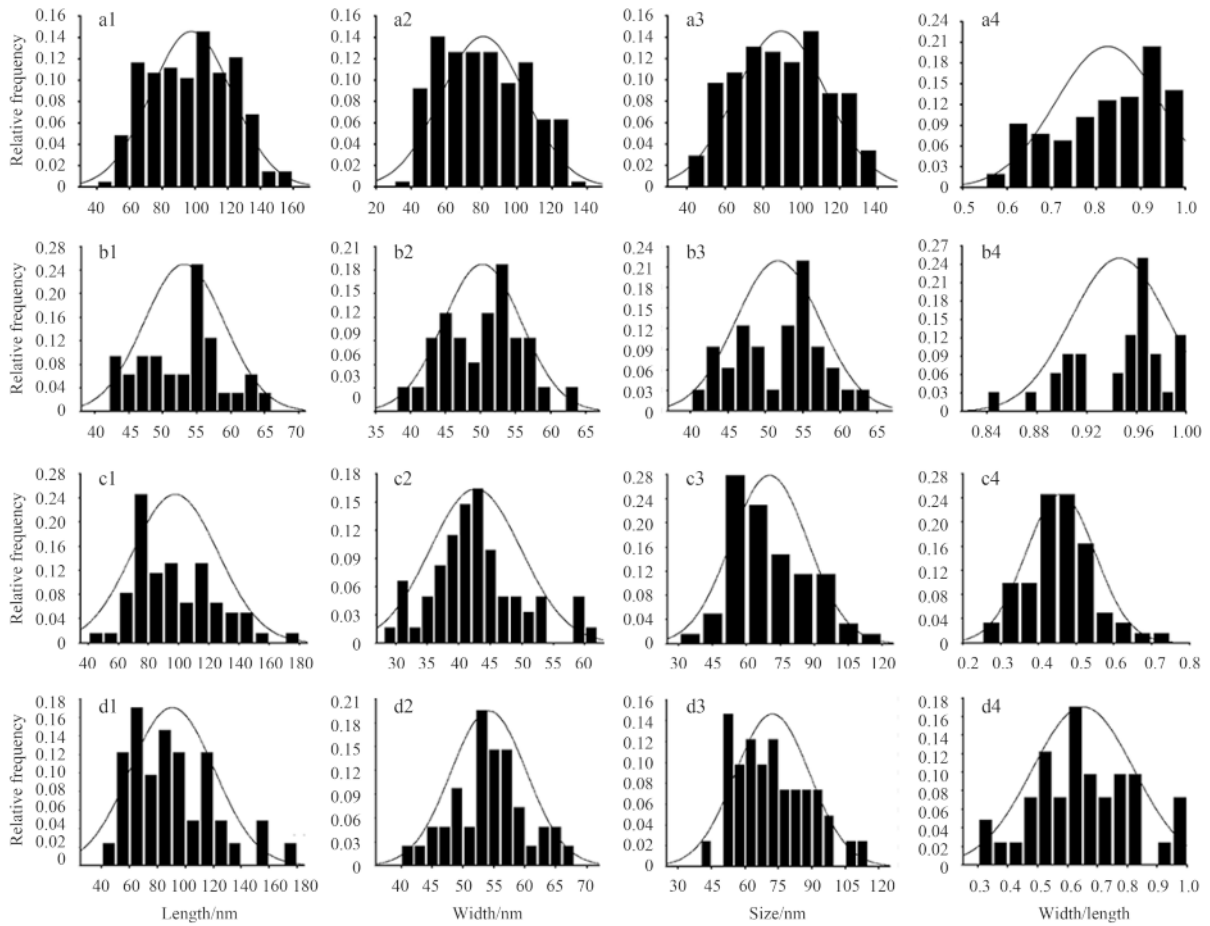 a1 a2 a3 a4
Relative frequency
0.16 0.14 0.12 0.10 0.08 0.06 0.04 0.02 0
40 60 80 100 120 140 160
0.16 0.14 0.12 0.10 0.08 0.06 0.04 0.02 0
20 40 60 80 100 120 140
0.16 0.14 0.12 0.10 0.08 0.06 0.04 0.02 0
40 60 80 100 120 140
0.24 0.21 0.18 0.15 0.12 0.09 0.06 0.03 0
0.5 0.6 0.7 0.8 0.9 1.0
b1 b2 b3 b4
Relative frequency
0.28 0.24 0.20 0.16 0.12 0.08 0.04 0
40 45 50 55 60 65 70
0.21 0.18 0.15 0.12 0.09 0.06 0.03 0
35 40 45 50 55 60 65
0.24 0.21 0.18 0.15 0.12 0.09 0.06 0.03 0
40 45 50 55 60 65
0.27 0.24 0.21 0.18 0.15 0.12 0.09 0.06 0.03 0
0.84 0.88 0.92 0.96 1.00
c1 c2 c3 c4
Relative frequency
0.28 0.24 0.20 0.16 0.12 0.08 0.04 0
40 60 80 100 120 140 160 180
0.18 0.15 0.12 0.09 0.06 0.03 0
30 35 40 45 50 55 60
0.28 0.24 0.20 0.16 0.12 0.08 0.04 0
30 45 60 75 90 105 120
0.28 0.24 0.20 0.16 0.12 0.08 0.04 0
0.2 0.3 0.4 0.5 0.6 0.7 0.8
d1 d2 d3 d4
Relative frequency
0.18 0.16 0.14 0.12 0.10 0.08 0.06 0.04 0.02 0
40 60 80 100 120 140 160 180
Length/nm
0.21 0.18 0.15 0.12 0.09 0.06 0.03 0
40 45 50 55 60 65 70
Width/nm
0.16 0.14 0.12 0.10 0.08 0.06 0.04 0.02 0
30 45 60 75 90 105 120
Size/nm
0.18 0.16 0.14 0.12 0.10 0.08 0.06 0.04 0.02 0
0.3 0.4 0.5 0.6 0.7 0.8 0.9 1.0
Width/length